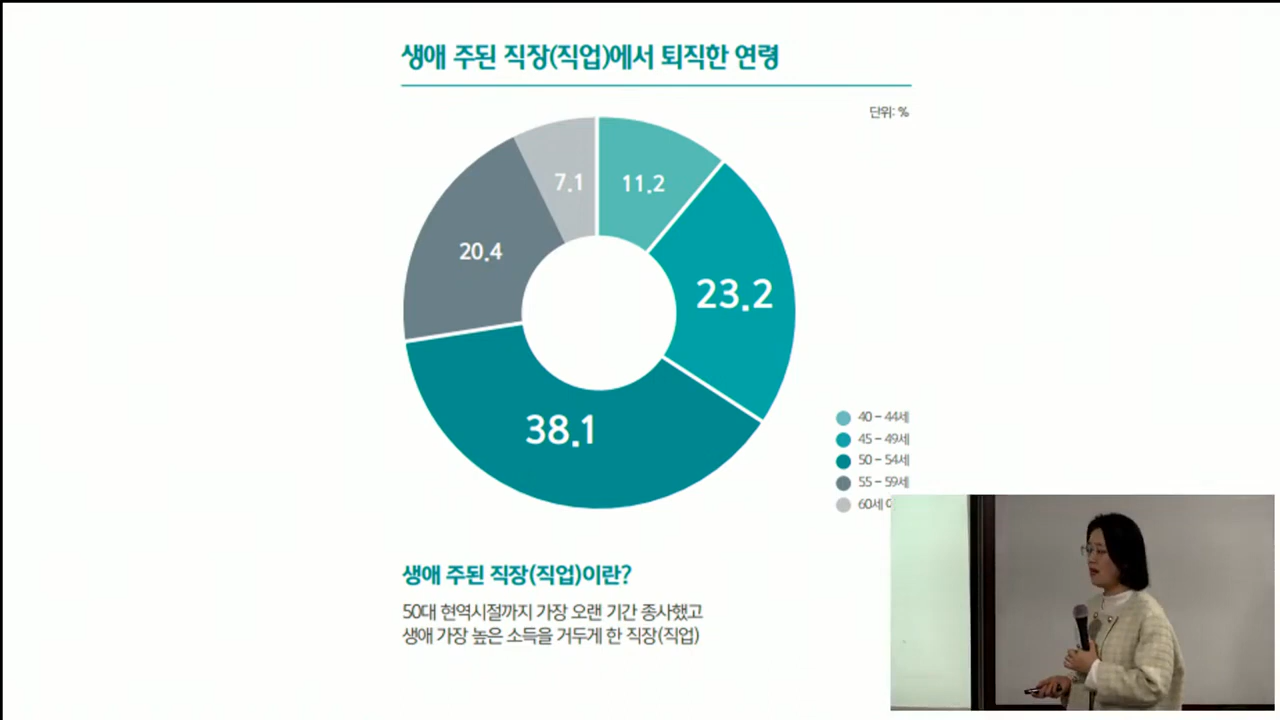 생애 주된 직장(직업)에서 퇴직한 연령
단위: %
7.1
11.2
20.4
23.2
38.1
40 - 44세
45 - 49세
50 - 54세
55 - 59세
60세
생애 주된 직장(직업)이란?
50대 현역시절까지 가장 오랜 기간 종사했고
생애 가장 높은 소득을 거두게 한 직장(직업)